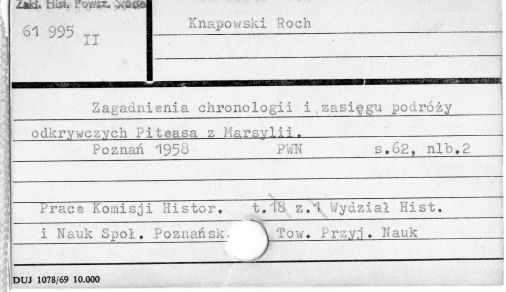 Zakł. Hist. Powsz. Średn
61 995 II
Knapowski Roch
Zagadnienia chronologii i zasięgu podróży
odkrywczych Piteasa z Marsylii.
Poznań 1958 PWN s.62, nlb.2
Prace Komisji Histor. t.18 z.1 Wydział Hist.
i Nauk Społ. Poznańsk. Tow. Przyj. Nauk
DUJ 1078/69 10.000